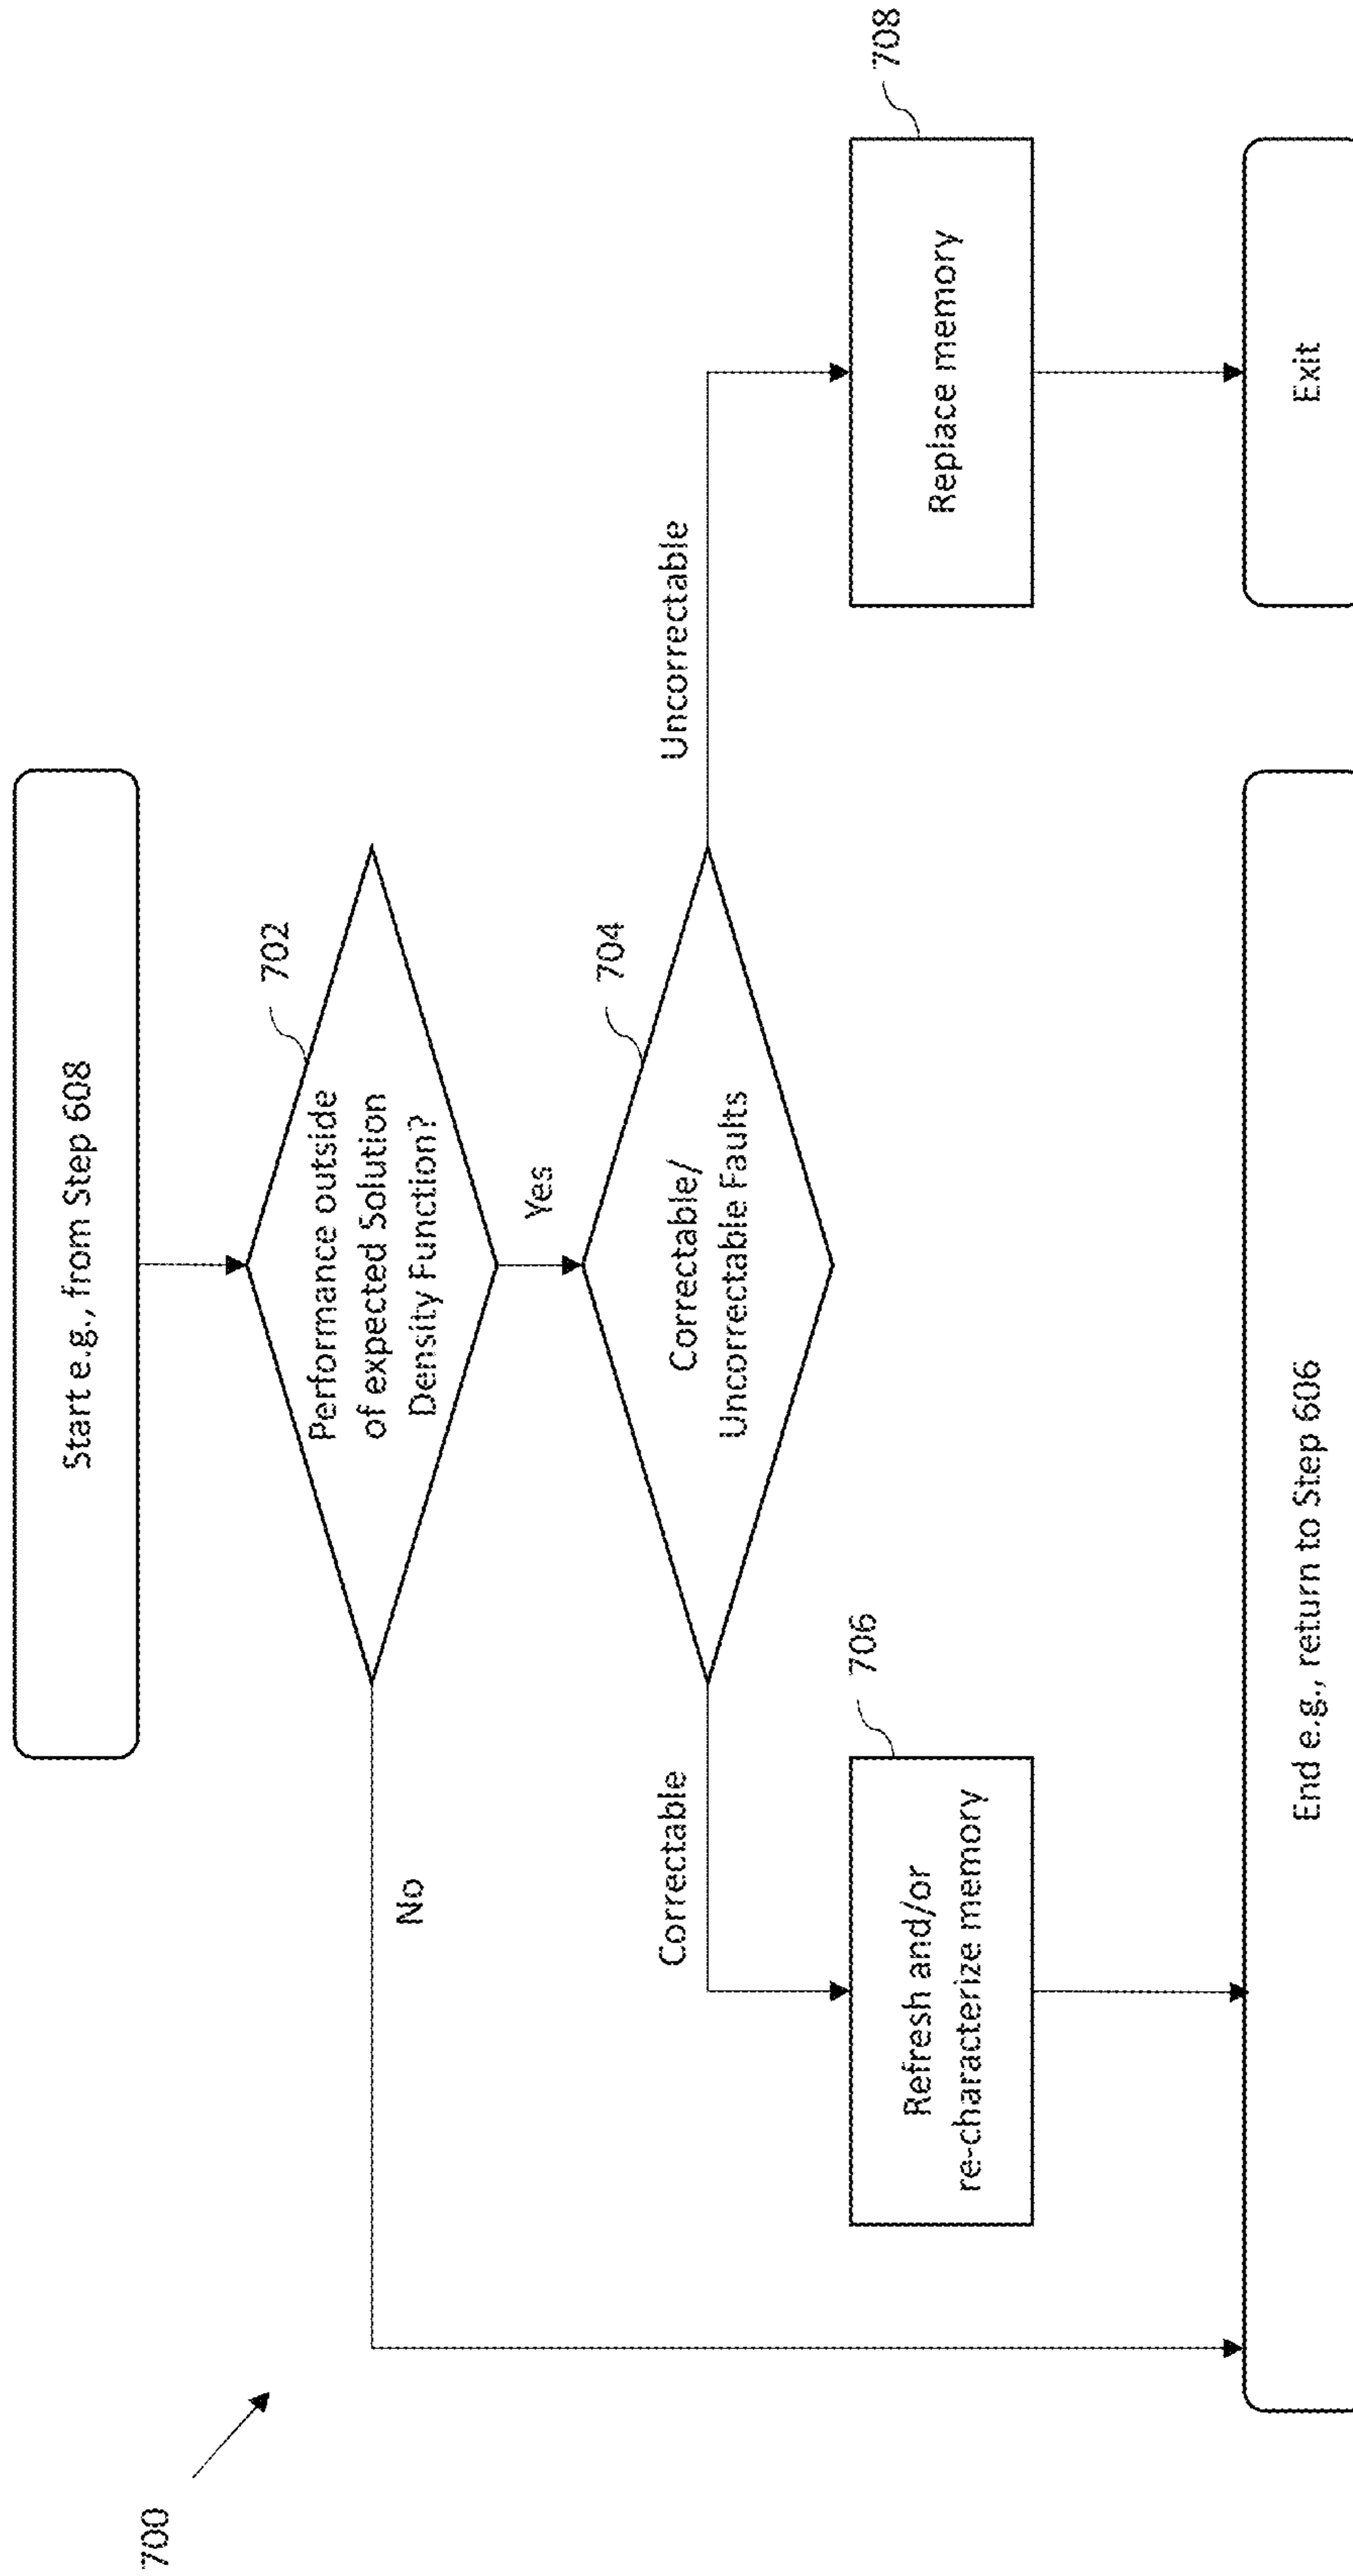 700
Start e.g., from Step 608
702
Performance outside
of expected Solution
Density Function?
No
Yes
704
Correctable/
Uncorrectable Faults
Correctable
Uncorrectable
706
Refresh and/or
re-characterize memory
708
Replace memory
End e.g., return to Step 606
Exit